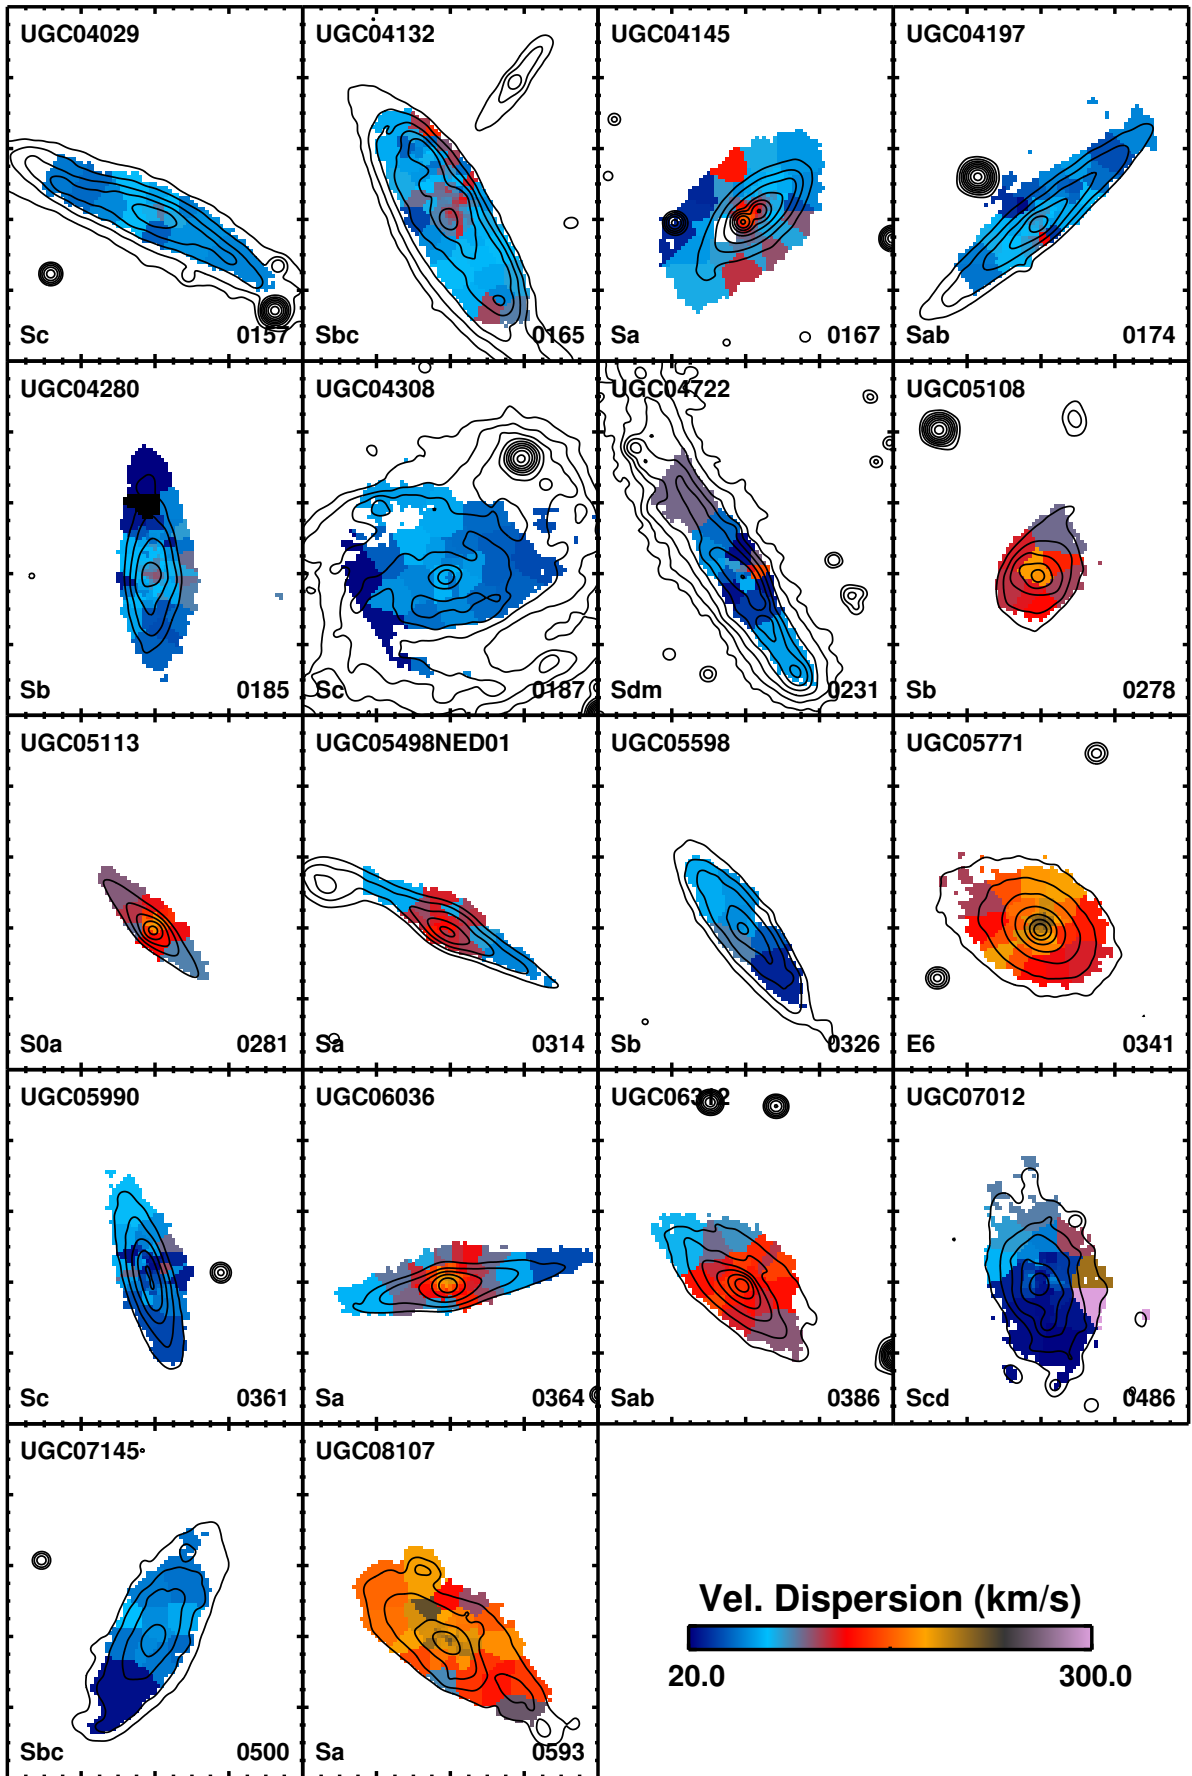 UGC04029
Sc 0157
UGC04132
Sbc 0165
UGC04145
Sa 0167
UGC04197
Sab 0174
UGC04280
Sb 0185
UGC04308
Sc 0187
UGC04722
Sdm 0231
UGC05108
Sb 0278
UGC05113
S0a 0281
UGC05498NED01
Sa 0314
UGC05598
Sb 0326
UGC05771
E6 0341
UGC05990
Sc 0361
UGC06036
Sa 0364
Sab 0386
UGC07012
Scd 0486
UGC07145
Sbc 0500
UGC08107
Sa 0593
Vel. Dispersion (km/s)
20.0 300.0